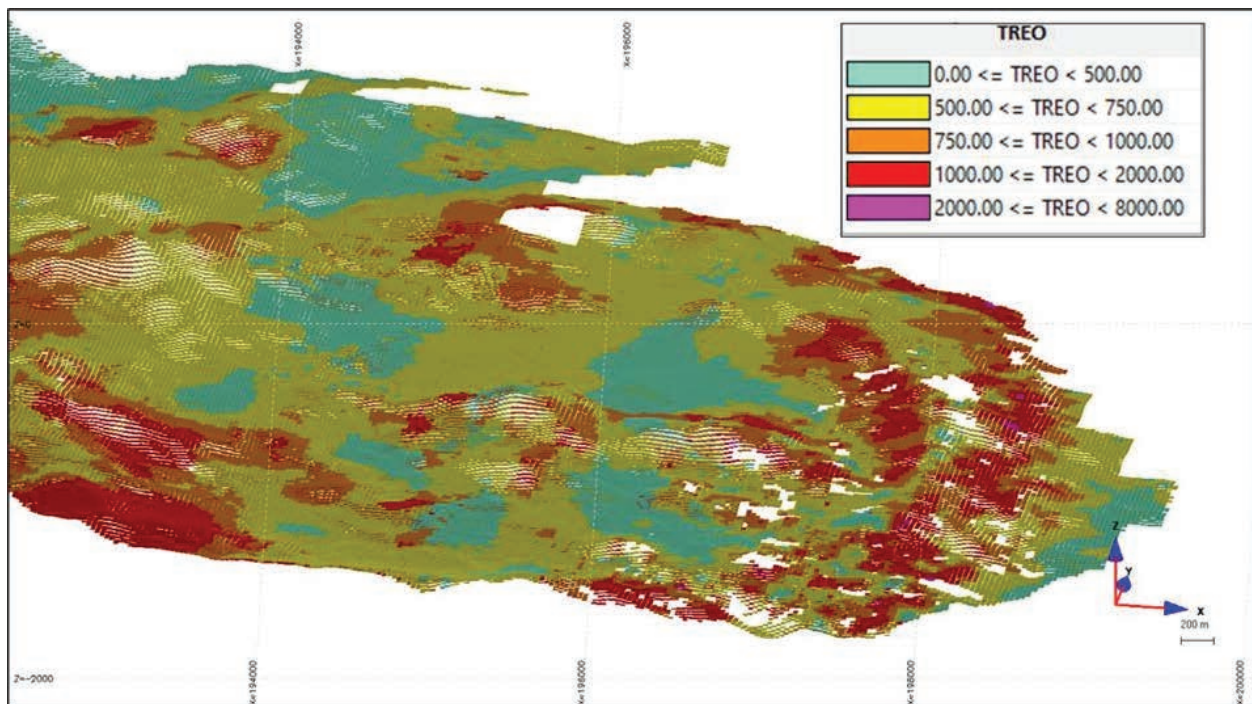 X=194000
X=196000
TREO
0.00 <= TREO < 500.00
500.00 <= TREO < 750.00
750.00 <= TREO < 1000.00
1000.00 <= TREO < 2000.00
2000.00 <= TREO < 8000.00
Z=0
Z
Y
X
200 m
Z=-2000
X=194000
X=196000
X=198000
X=200000